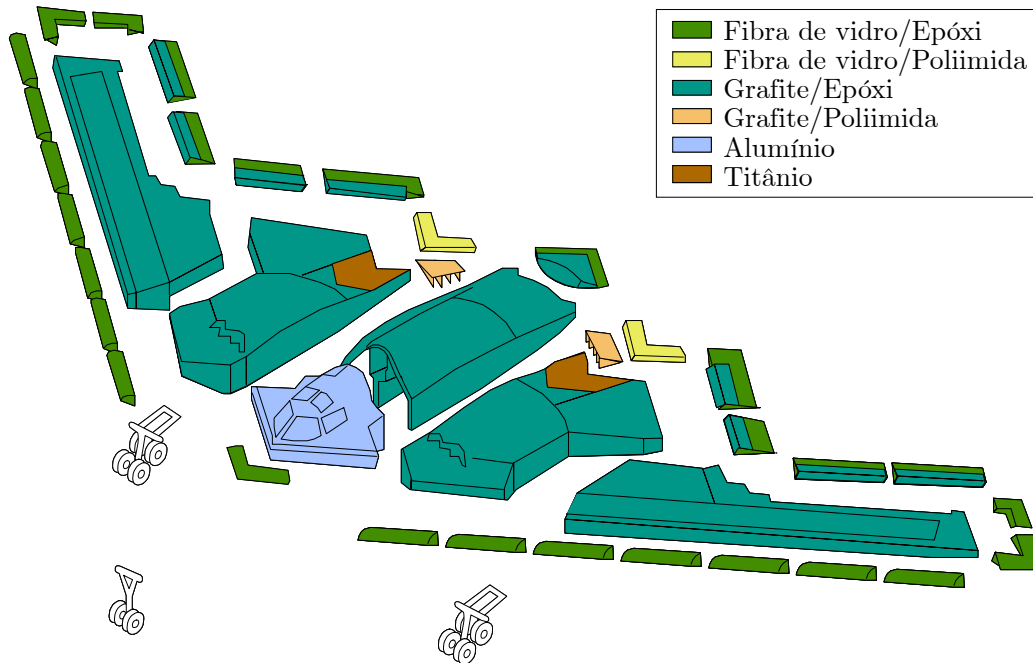 Fibra de vidro/Epóxi
Fibra de vidro/Poliimida
Grafite/Epóxi
Grafite/Poliimida
Alumínio
Titânio